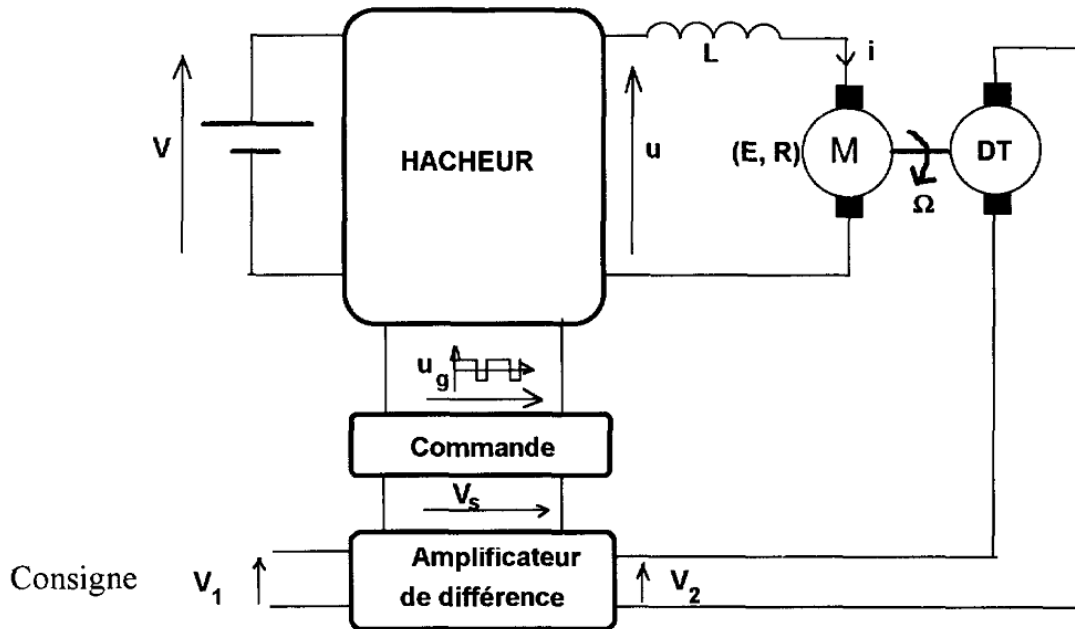 V
HACHEUR
u
L
i
(E, R)
M
Ω
DT
u g
Commande
V s
Consigne
V 1
Amplificateur
de différence
V 2